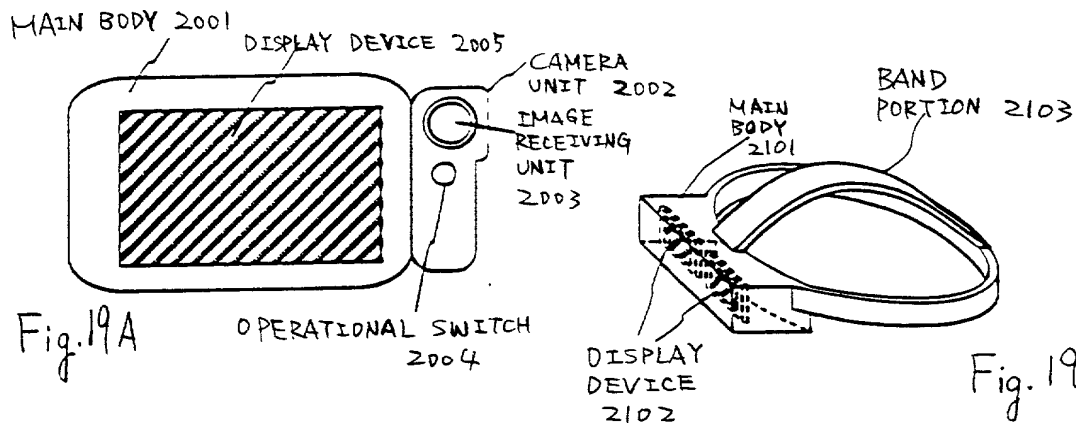 MAIN BODY 2001
DISPLAY DEVICE 2005
CAMERA
UNIT 2002
IMAGE
RECEIVING
UNIT
2003
OPERATIONAL SWITCH
2004
Fig.19A
MAIN
BODY
2101
BAND
PORTION 2103
DISPLAY
DEVICE
2102
Fig. 19